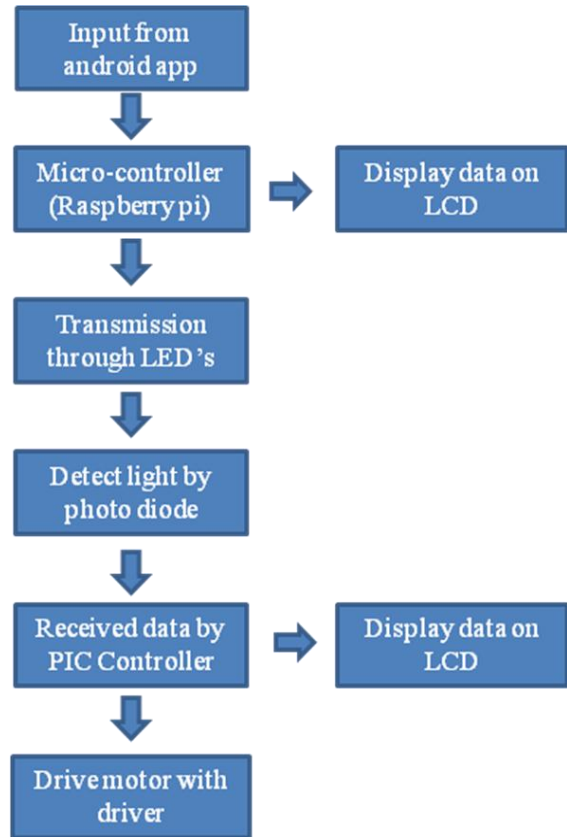 Input from
android app
Micro-controller
(Raspberry pi)
Display data on
LCD
Transmission
through LED's
Detect light by
photo diode
Received data by
PIC Controller
Display data on
LCD
Drive motor with
driver